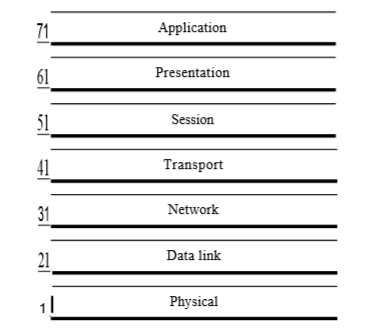 71 Application
61 Presentation
51 Session
41 Transport
31 Network
21 Data link
1 Physical